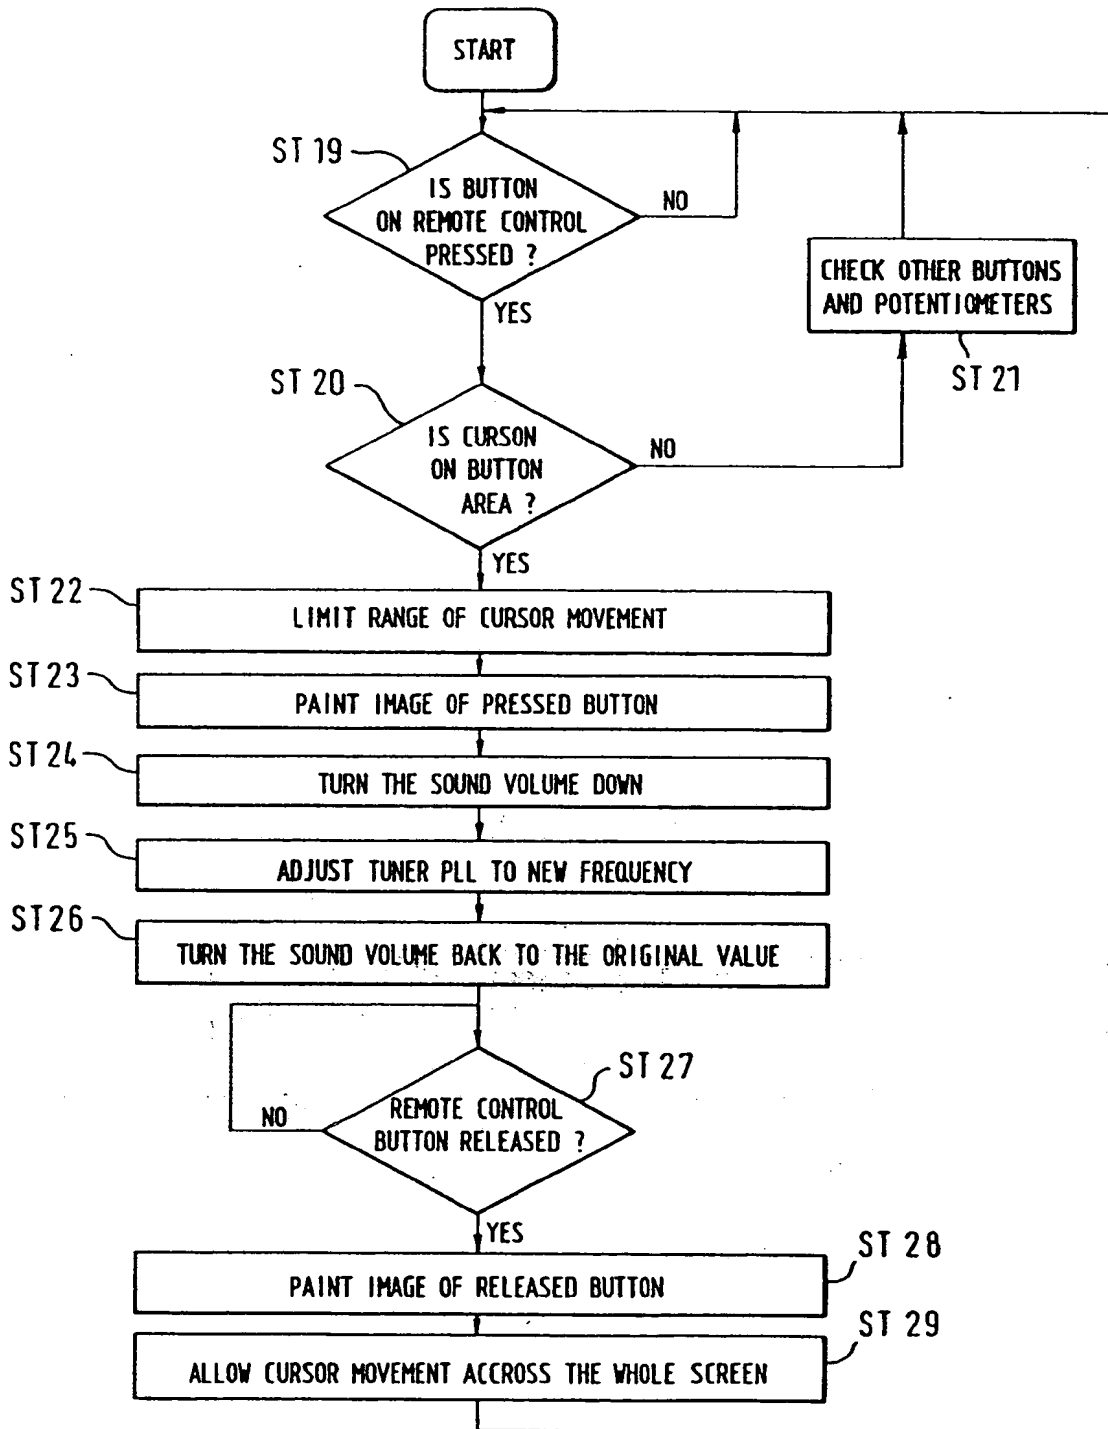 START
ST 19
IS BUTTON
ON REMOTE CONTROL
PRESSED ?
NO
YES
CHECK OTHER BUTTONS
AND POTENTIOMETERS
ST 21
ST 20
IS CURSON
ON BUTTON
AREA ?
NO
YES
ST 22
LIMIT RANGE OF CURSOR MOVEMENT
ST 23
PAINT IMAGE OF PRESSED BUTTON
ST 24
TURN THE SOUND VOLUME DOWN
ST 25
ADJUST TUNER PLL TO NEW FREQUENCY
ST 26
TURN THE SOUND VOLUME BACK TO THE ORIGINAL VALUE
ST 27
REMOTE CONTROL
BUTTON RELEASED ?
NO
YES
ST 28
PAINT IMAGE OF RELEASED BUTTON
ST 29
ALLOW CURSOR MOVEMENT ACCROSS THE WHOLE SCREEN